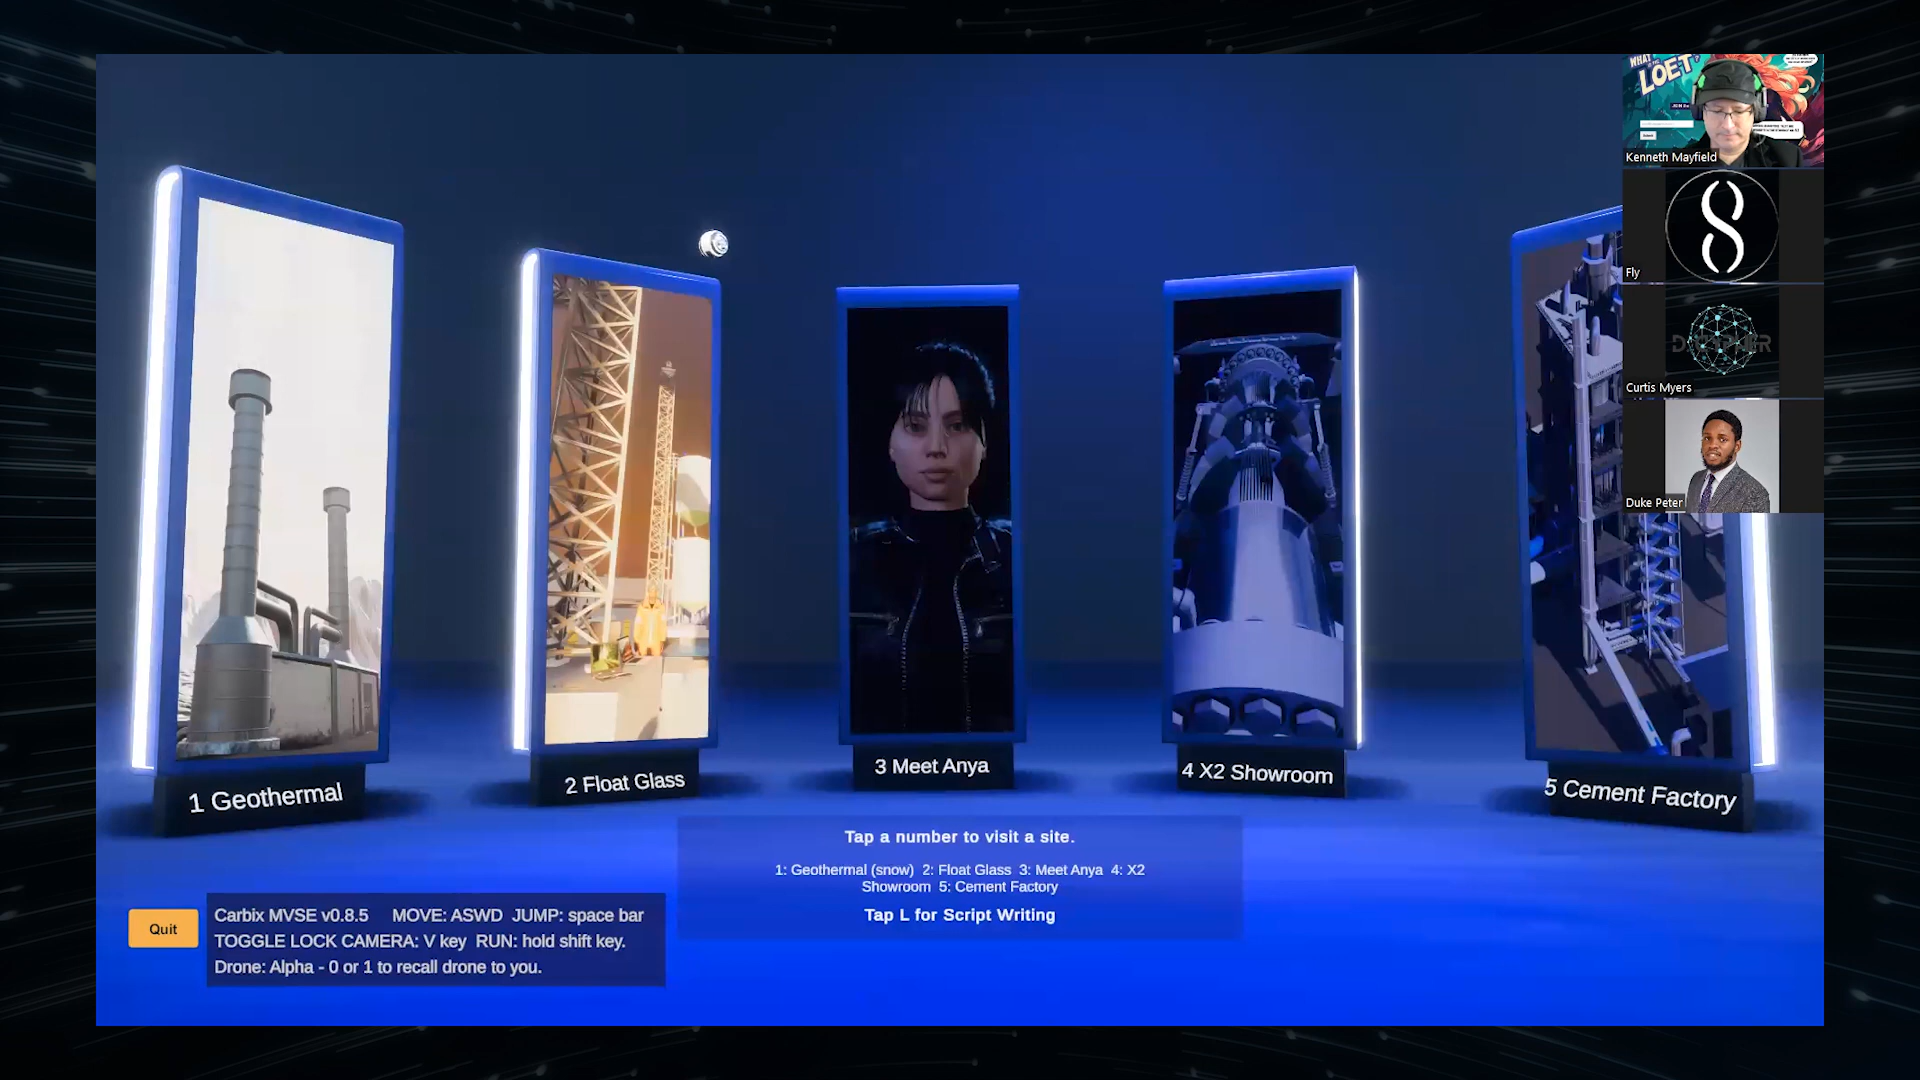 WHAT
LOET?
Kenneth Mayfield
Fly
Curtis Myers
Duke Peter
1 Geothermal
2 Float Glass
3 Meet Anya
4 X2 Showroom
5 Cement Factory
Tap a number to visit a site.
1: Geothermal (snow) 2: Float Glass 3: Meet Anya 4: X2
Showroom 5: Cement Factory
Tap L for Script Writing
Quit
Carbix MVSE v0.8.5 MOVE: ASWD JUMP: space bar
TOGGLE LOCK CAMERA: V key RUN: hold shift key.
Drone: Alpha - 0 or 1 to recall drone to you.